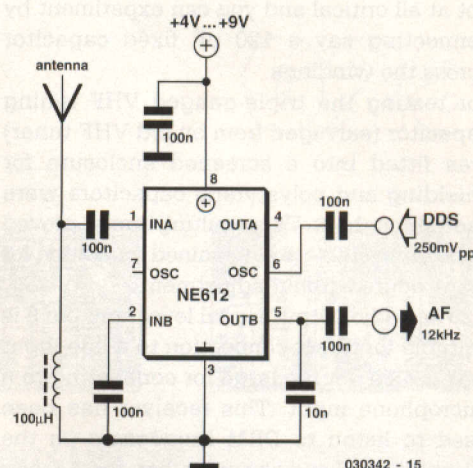 +4V...+9V
antenna
100n
8
100n
1
INA
OUTA
4
100n
DDS
250mVpp
7
OSC
OSC
6
NE612
2
INB
OUTB
5
100n
AF
12kHz
3
100µH
100n
10n
030342 - 15